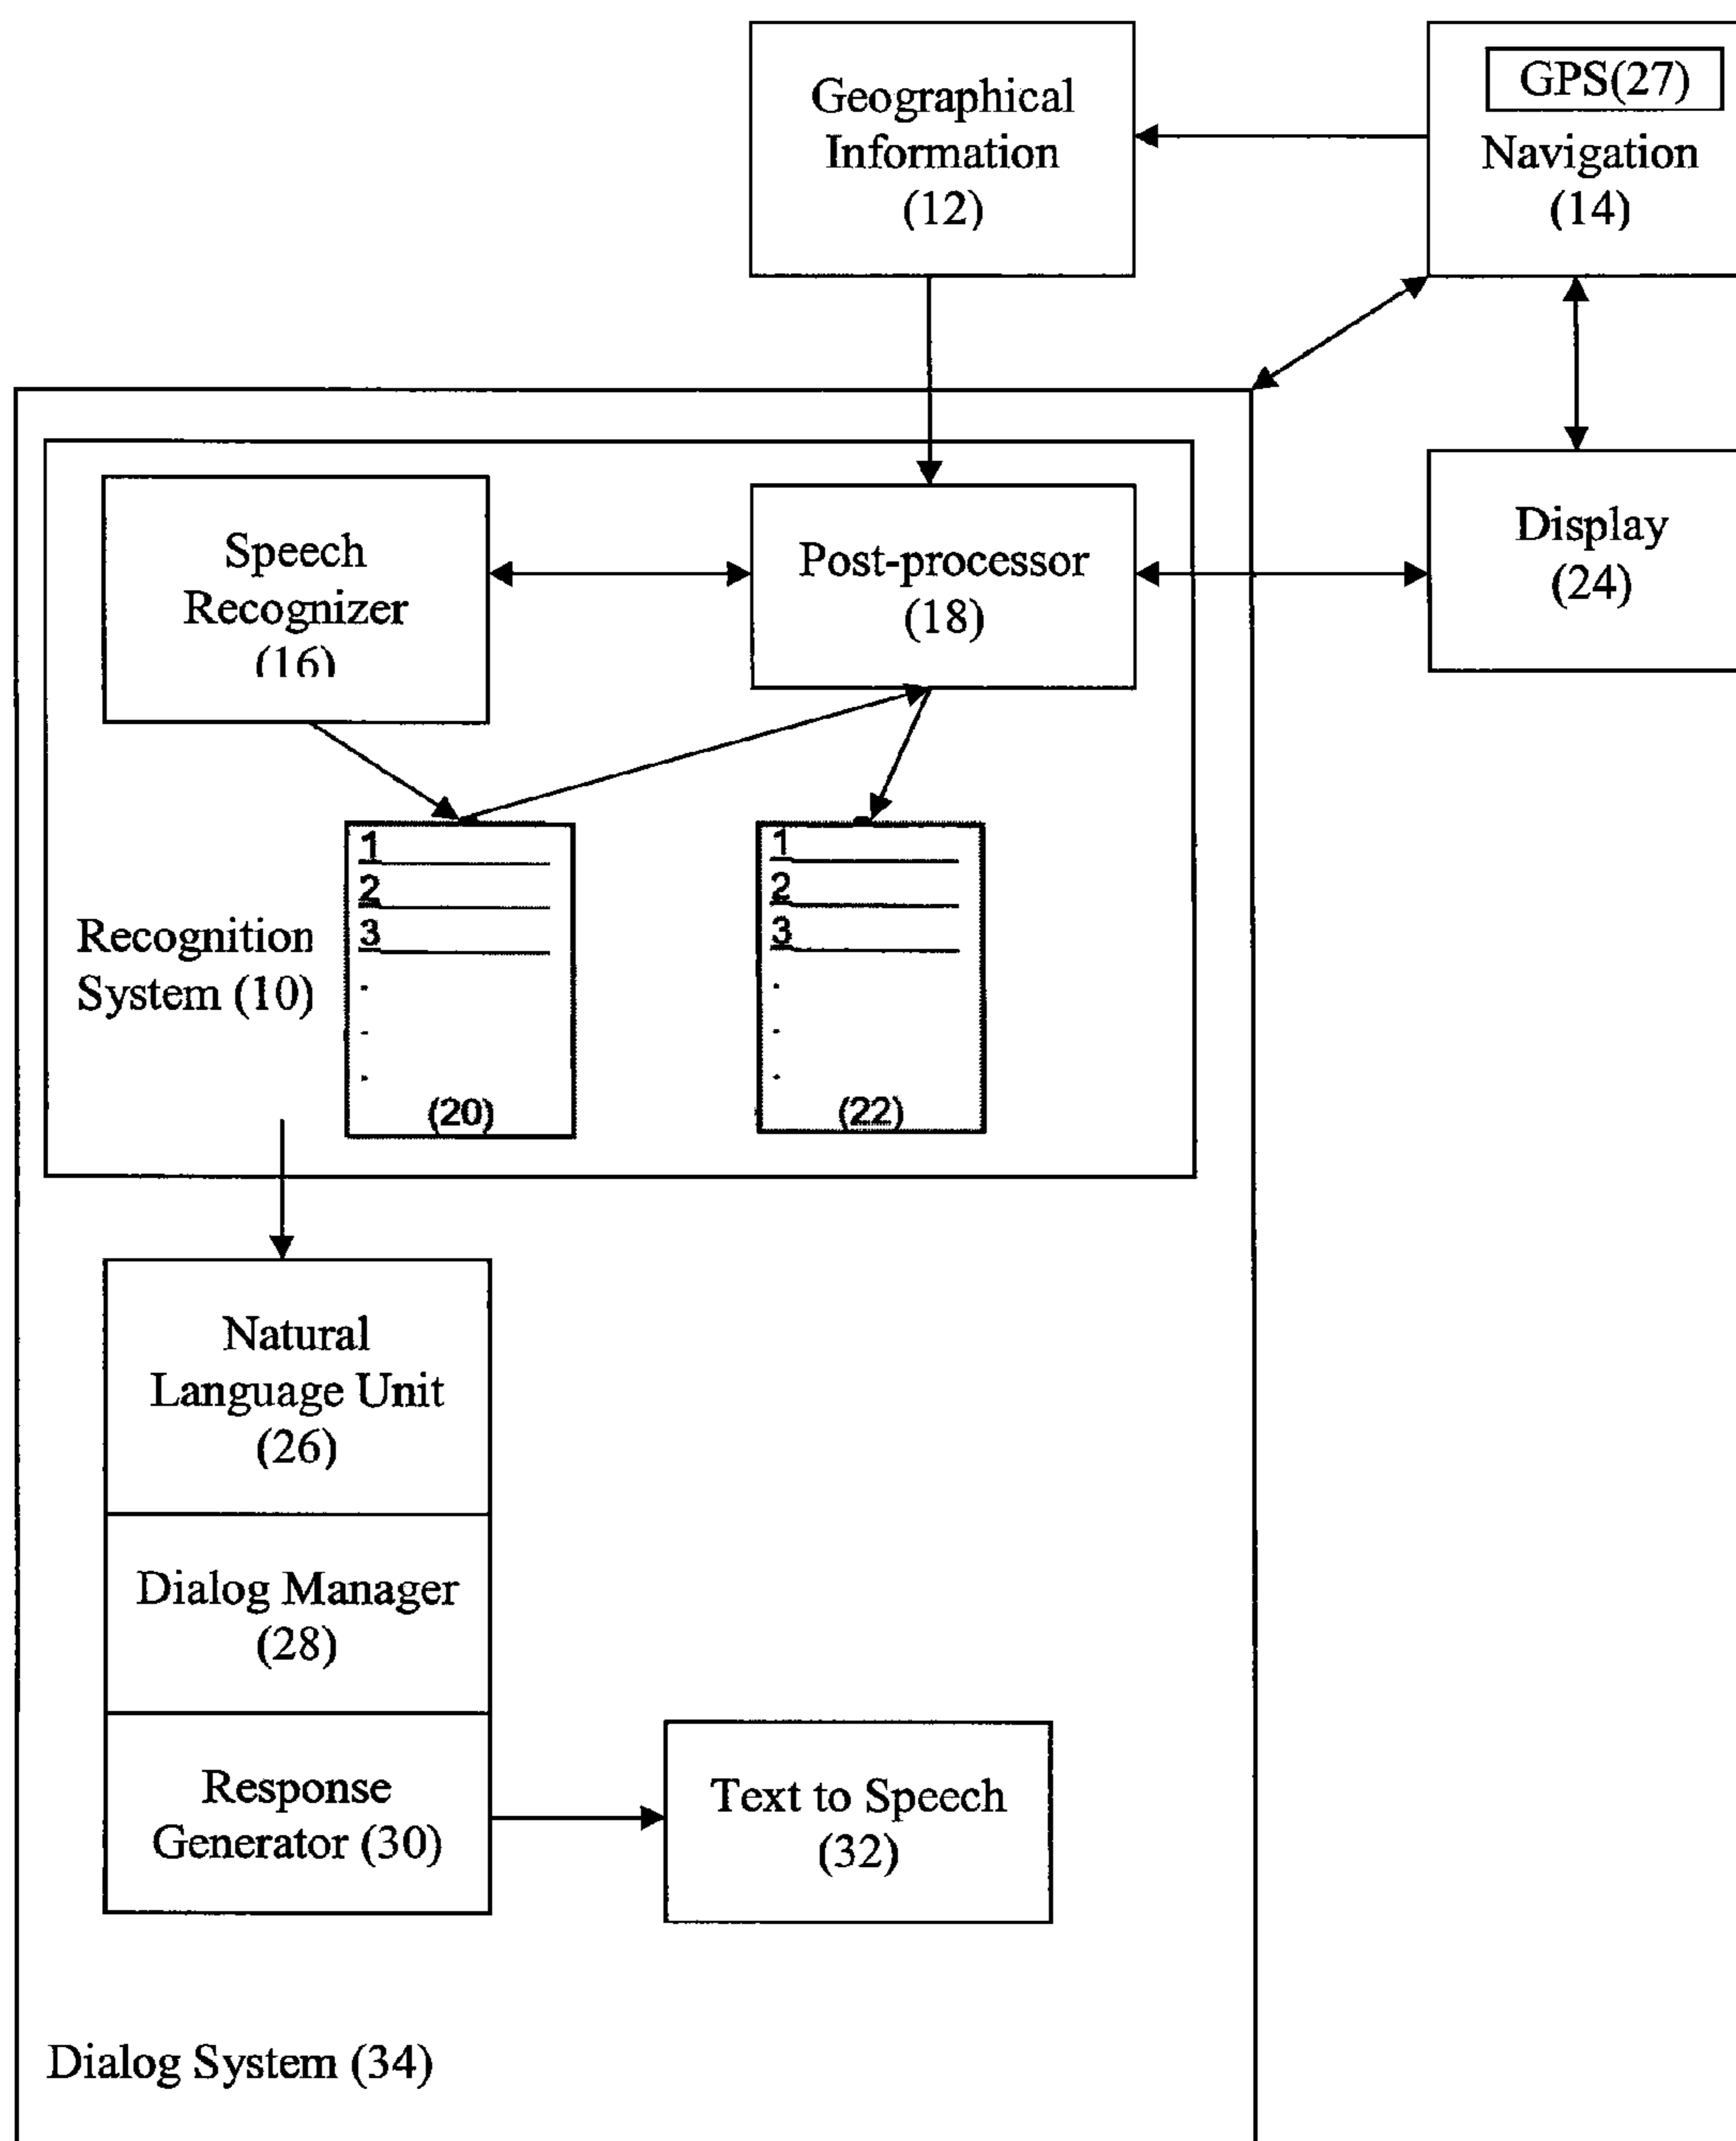 Geographical
Information
(12)
GPS(27)
Navigation
(14)
Speech
Recognizer
(16)
Post-processor
(18)
Display
(24)
1
2
3
.
.
.
(20)
1
2
3
.
.
.
(22)
Recognition
System (10)
Natural
Language Unit
(26)
Dialog Manager
(28)
Response
Generator (30)
Text to Speech
(32)
Dialog System (34)